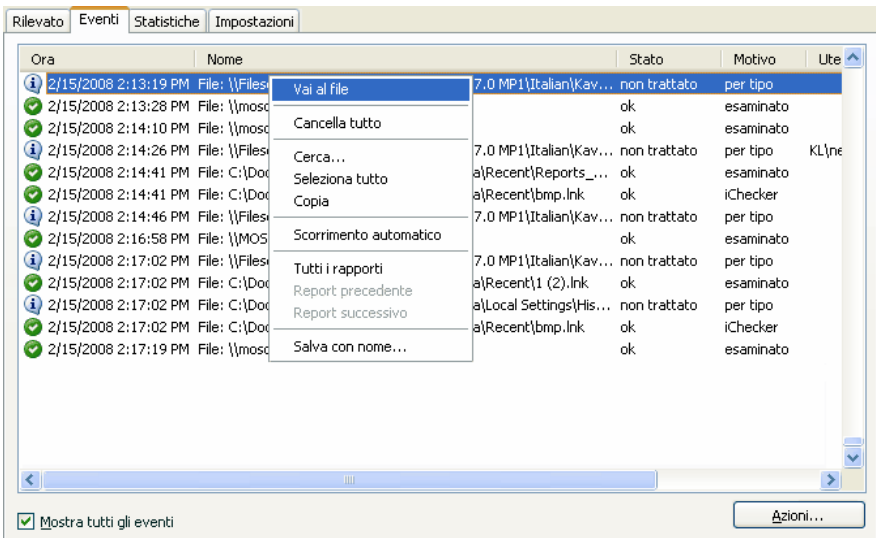 Rilevato Eventi Statistiche Impostazioni
Ora Nome Stato Motivo Ute
2/15/2008 2:13:19 PM File: \\Files 7.0 MP1\Italian\Kav... non trattato per tipo
2/15/2008 2:13:28 PM File: \\mosc ok esaminato
2/15/2008 2:14:10 PM File: \\mosc ok esaminato
2/15/2008 2:14:26 PM File: \\Files 7.0 MP1\Italian\Kav... non trattato per tipo KL\ne
2/15/2008 2:14:41 PM File: C:\Doc a\Recent\Reports_... ok esaminato
2/15/2008 2:14:41 PM File: C:\Doc a\Recent\bmp.lnk ok iChecker
2/15/2008 2:14:46 PM File: \\Files 7.0 MP1\Italian\Kav... non trattato per tipo
2/15/2008 2:16:58 PM File: \\MOS ok esaminato
2/15/2008 2:17:02 PM File: \\Files 7.0 MP1\Italian\Kav... non trattato per tipo
2/15/2008 2:17:02 PM File: C:\Doc a\Recent\1 (2).lnk ok esaminato
2/15/2008 2:17:02 PM File: C:\Doc a\Local Settings\His... non trattato per tipo
2/15/2008 2:17:02 PM File: C:\Doc a\Recent\bmp.lnk ok iChecker
2/15/2008 2:17:19 PM File: \\mosc ok esaminato
Vai al file
Cancella tutto
Cerca...
Seleziona tutto
Copia
Scorrimento automatico
Tutti i rapporti
Report precedente
Report successivo
Salva con nome...
Mostra tutti gli eventi
Azioni...